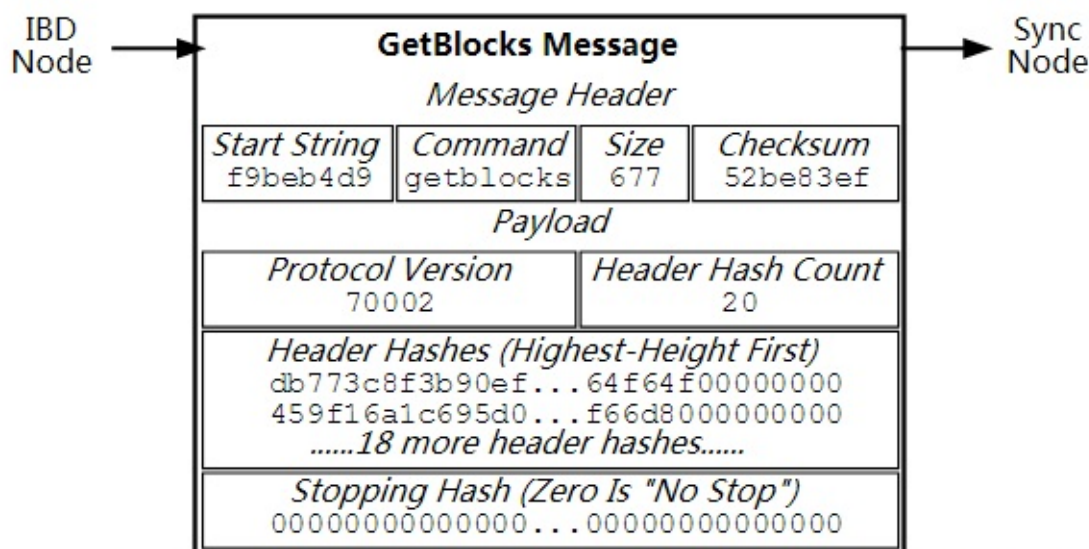 IBD
Node
Sync
Node
GetBlocks Message
Message Header
Start String Command Size Checksum
f9beb4d9 getblocks 677 52be83ef
Payload
Protocol Version Header Hash Count
70002 20
Header Hashes (Highest-Height First)
db773c8f3b90ef...64f64f00000000
459f16a1c695d0...f66d8000000000
......18 more header hashes......
Stopping Hash (Zero Is "No Stop")
00000000000000...00000000000000